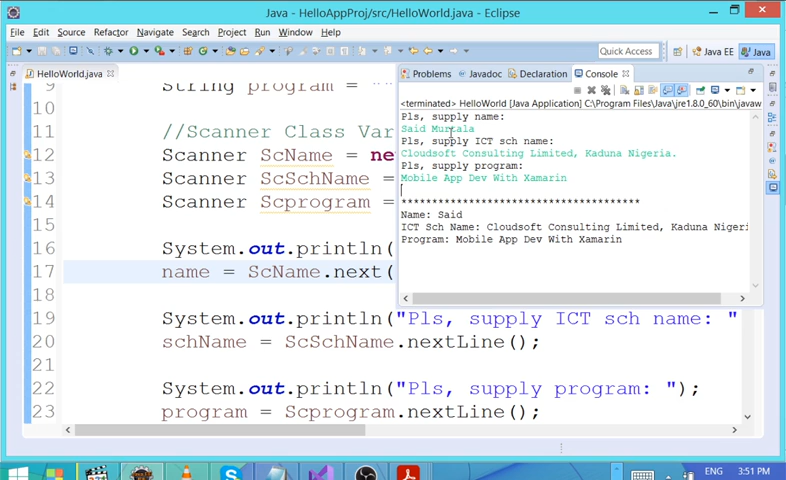 Java - HelloAppProj/src/HelloWorld.java - Eclipse
File Edit Source Refactor Navigate Search Project Run Window Help
Quick Access
Java EE
Java
HelloWorld.java
Problems Javadoc Declaration Console
<terminated> HelloWorld [Java Application] C:\Program Files\Java\jre1.8.0_60\bin\javaw
Pls, supply name:
Said Murtala
Pls, supply ICT sch name:
Cloudsoft Consulting Limited, Kaduna Nigeria.
Pls, supply program:
Mobile App Dev With Xamarin
**************************************
Name: Said
ICT Sch Name: Cloudsoft Consulting Limited, Kaduna Nigeri
Program: Mobile App Dev With Xamarin
9 String program = ""
10
11 //Scanner Class Var
12 Scanner ScName = ne
13 Scanner ScSchName =
14 Scanner Scprogram =
16 System.out.println(
17 name = ScName.next(
18
19 System.out.println("Pls, supply ICT sch name: "
20 schName = ScSchName.nextLine();
21
22 System.out.println("Pls, supply program: ");
23 program = Scprogram.nextLine();
ENG 3:51 PM